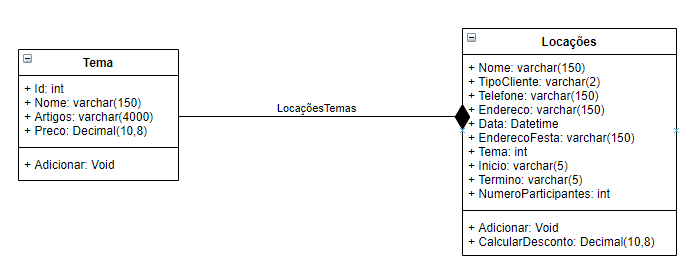 Tema
+ Id: int
+ Nome: varchar(150)
+ Artigos: varchar(4000)
+ Preco: Decimal(10,8)
+ Adicionar: Void
LocaçõesTemas
Locações
+ Nome: varchar(150)
+ TipoCliente: varchar(2)
+ Telefone: varchar(150)
+ Endereco: varchar(150)
+ Data: Datetime
+ EnderecoFesta: varchar(150)
+ Tema: int
+ Inicio: varchar(5)
+ Termino: varchar(5)
+ NumeroParticipantes: int
+ Adicionar: Void
+ CalcularDesconto: Decimal(10,8)